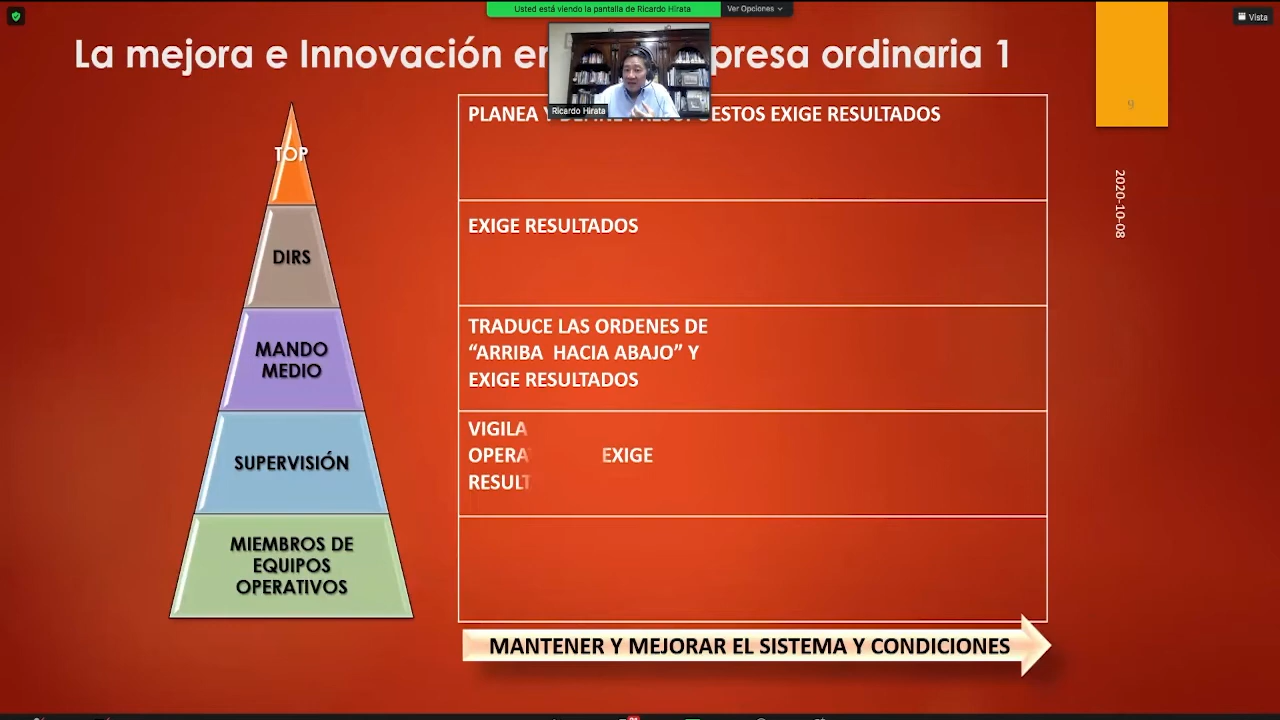 Usted está viendo la pantalla de Ricardo Hirata
Ver Opciones
Vista
La mejora e Innovación en presa ordinaria 1
Ricardo Hirata
9
2020-10-08
TOP
PLANEA Y EXIGE RESULTADOS
DIRS
EXIGE RESULTADOS
MANDO
MEDIO
TRADUCE LAS ORDENES DE
“ARRIBA HACIA ABAJO” Y
EXIGE RESULTADOS
SUPERVISIÓN
VIGILA
OPERA EXIGE
RESULT
MIEMBROS DE
EQUIPOS
OPERATIVOS
MANTENER Y MEJORAR EL SISTEMA Y CONDICIONES